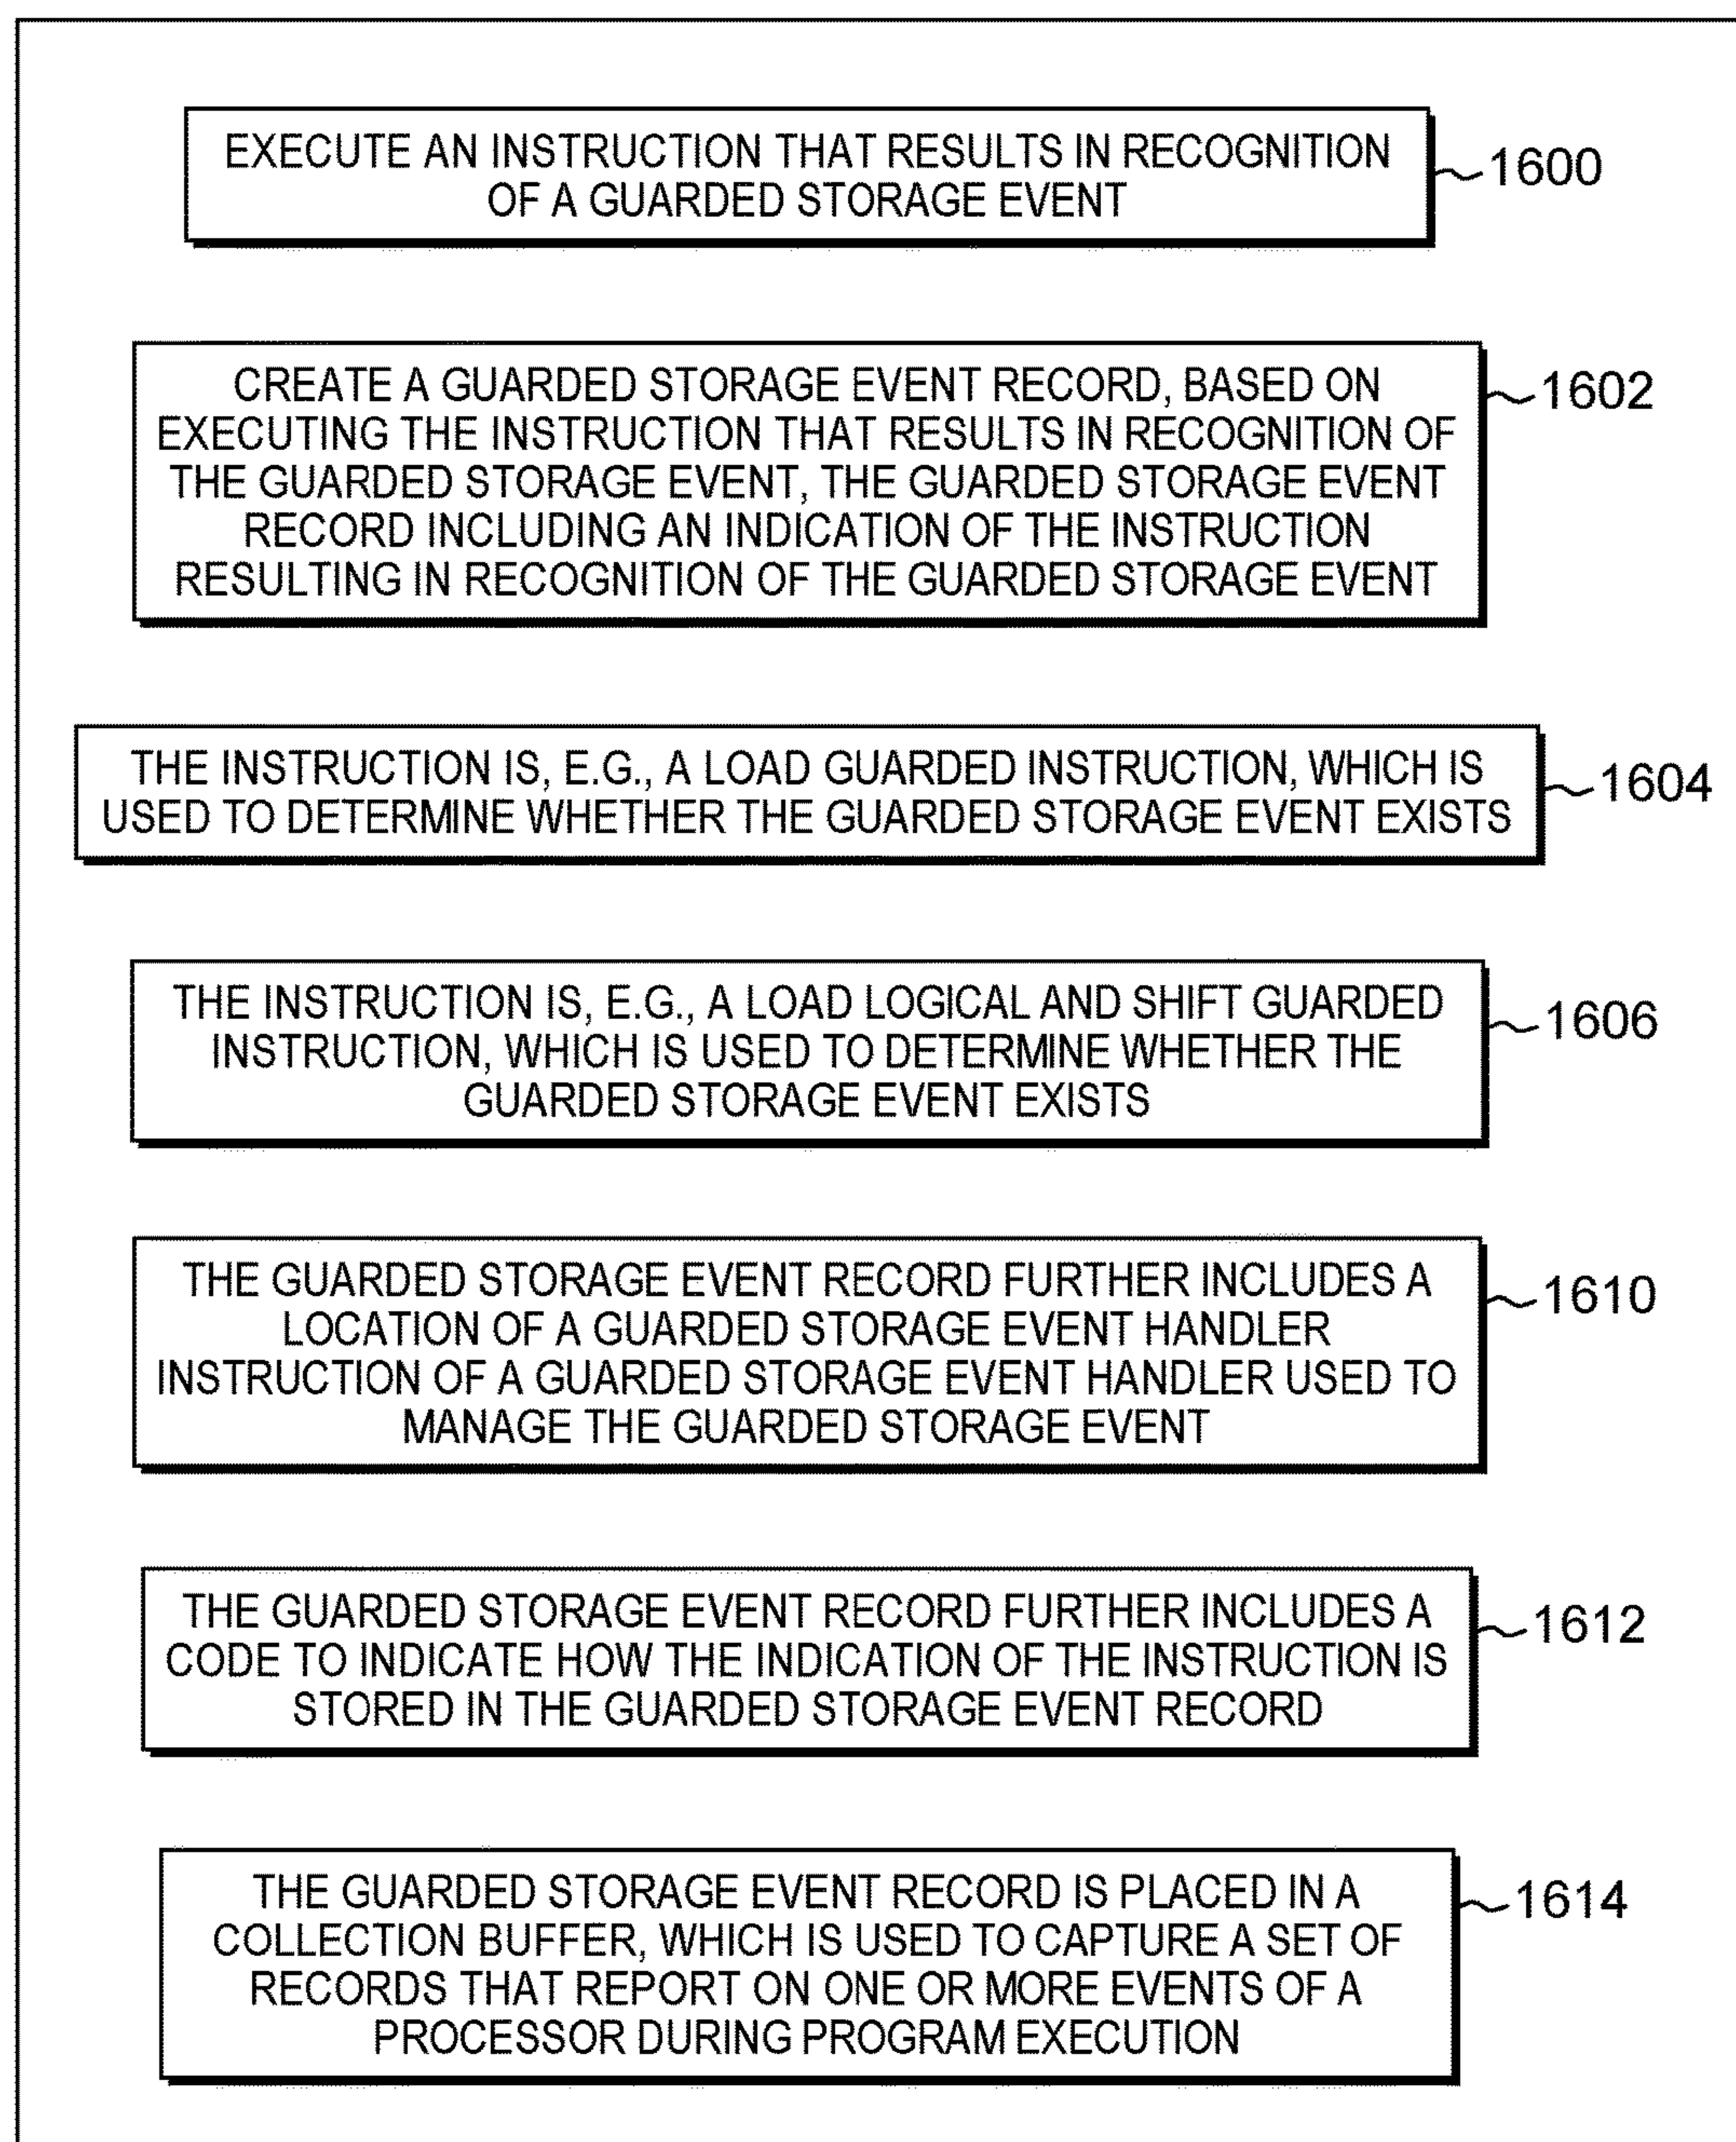 EXECUTE AN INSTRUCTION THAT RESULTS IN RECOGNITION
OF A GUARDED STORAGE EVENT
1600
CREATE A GUARDED STORAGE EVENT RECORD, BASED ON
EXECUTING THE INSTRUCTION THAT RESULTS IN RECOGNITION OF
THE GUARDED STORAGE EVENT, THE GUARDED STORAGE EVENT
RECORD INCLUDING AN INDICATION OF THE INSTRUCTION
RESULTING IN RECOGNITION OF THE GUARDED STORAGE EVENT
1602
THE INSTRUCTION IS, E.G., A LOAD GUARDED INSTRUCTION, WHICH IS
USED TO DETERMINE WHETHER THE GUARDED STORAGE EVENT EXISTS
1604
THE INSTRUCTION IS, E.G., A LOAD LOGICAL AND SHIFT GUARDED
INSTRUCTION, WHICH IS USED TO DETERMINE WHETHER THE
GUARDED STORAGE EVENT EXISTS
1606
THE GUARDED STORAGE EVENT RECORD FURTHER INCLUDES A
LOCATION OF A GUARDED STORAGE EVENT HANDLER
INSTRUCTION OF A GUARDED STORAGE EVENT HANDLER USED TO
MANAGE THE GUARDED STORAGE EVENT
1610
THE GUARDED STORAGE EVENT RECORD FURTHER INCLUDES A
CODE TO INDICATE HOW THE INDICATION OF THE INSTRUCTION IS
STORED IN THE GUARDED STORAGE EVENT RECORD
1612
THE GUARDED STORAGE EVENT RECORD IS PLACED IN A
COLLECTION BUFFER, WHICH IS USED TO CAPTURE A SET OF
RECORDS THAT REPORT ON ONE OR MORE EVENTS OF A
PROCESSOR DURING PROGRAM EXECUTION
1614